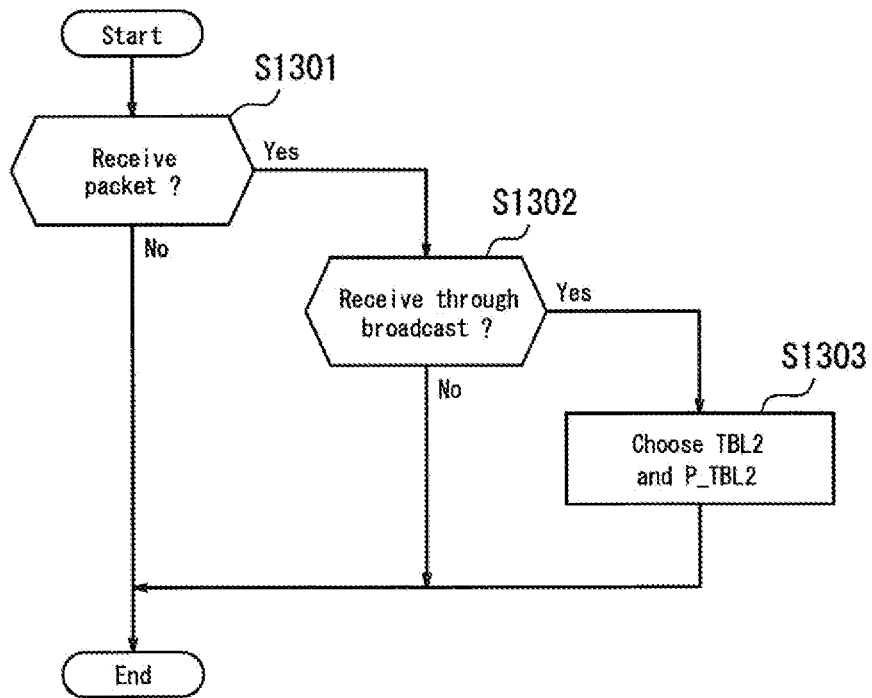 Start
S1301
Receive
packet ?
Yes
No
S1302
Receive through
broadcast ?
Yes
No
S1303
Choose TBL2
and P_TBL2
End